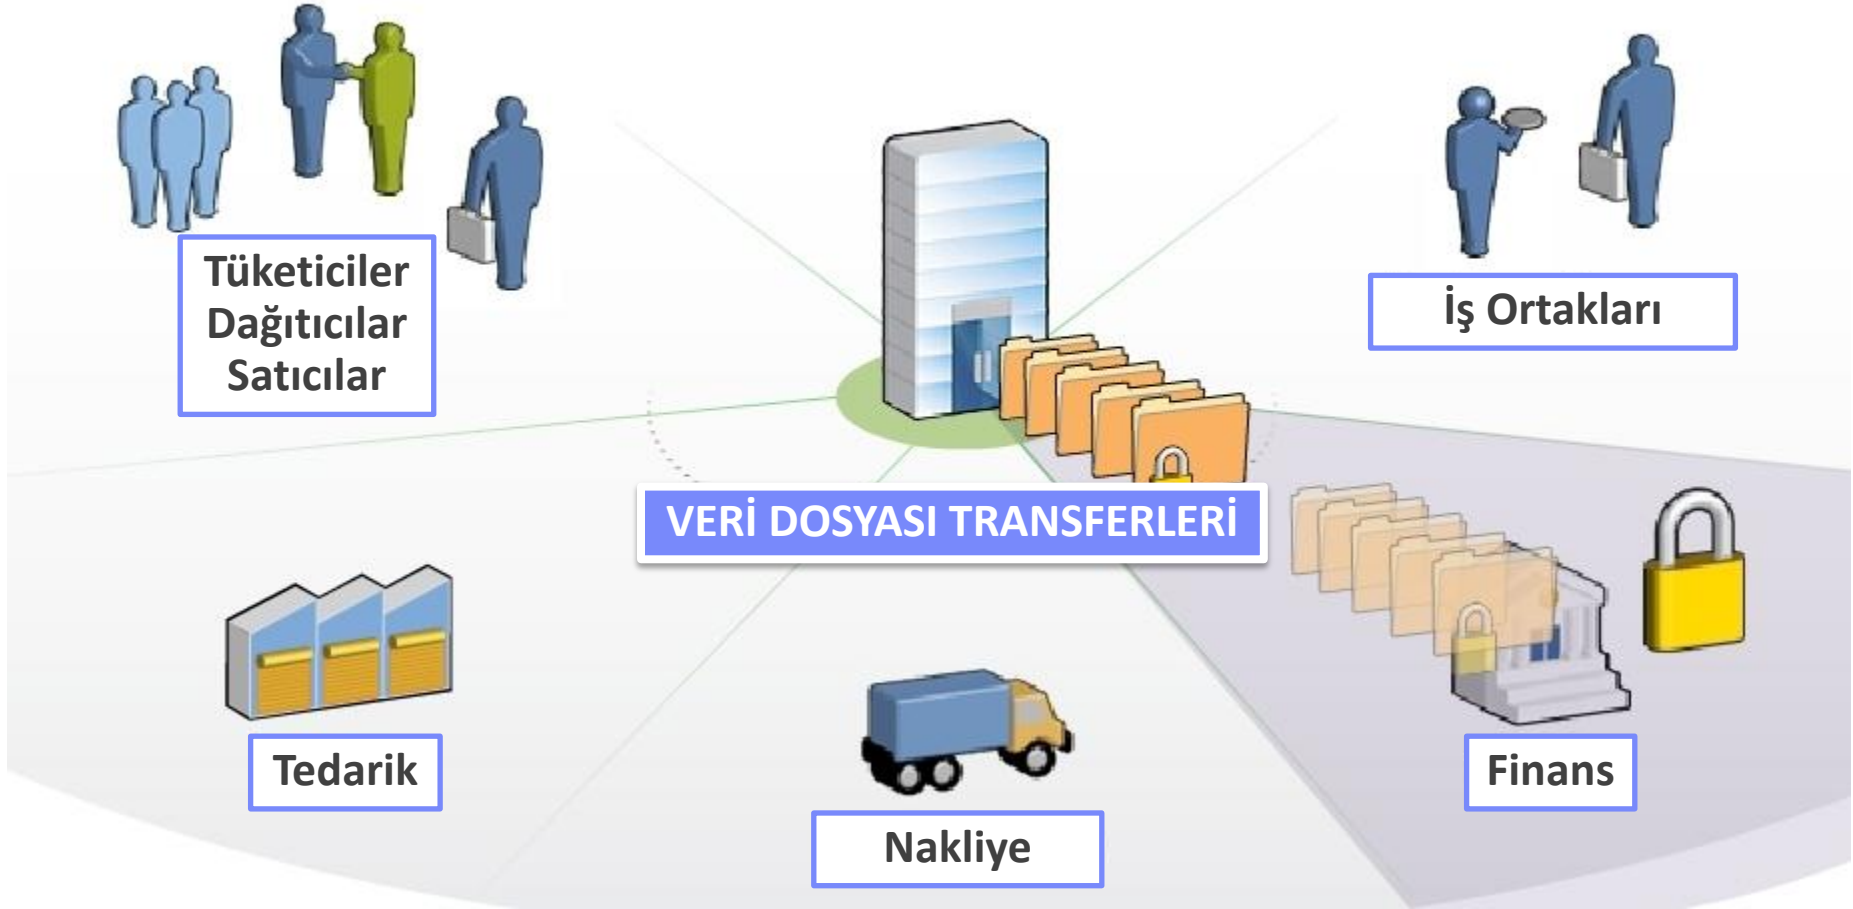 Tüketiciler
Dağıtıcılar
Satıcılar
İş Ortakları
VERİ DOSYASI TRANSFERLERİ
Tedarik
Finans
Nakliye